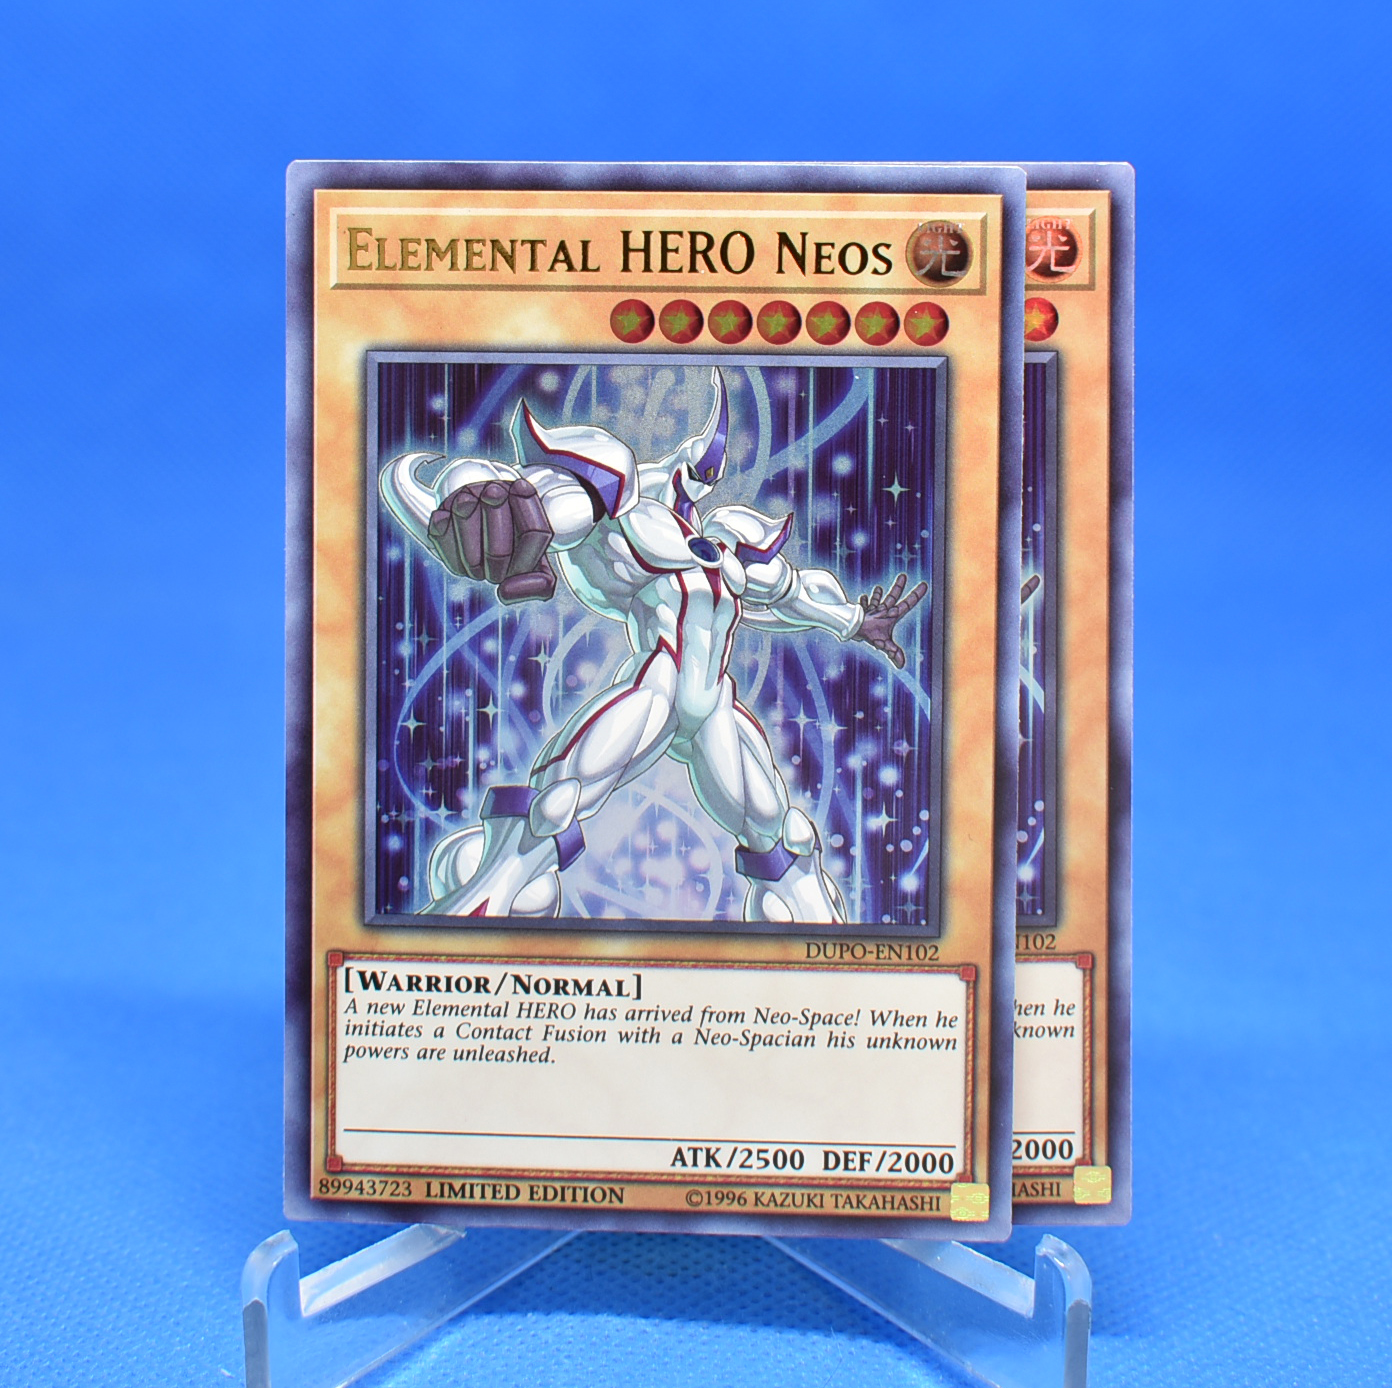 ELEMENTAL HERO NEOS
LIGHT
光
LIGHT
光
DUPO-EN102
N102
[WARRIOR/NORMAL]
A new Elemental HERO has arrived from Neo-Space! When he
initiates a Contact Fusion with a Neo-Spacian his unknown
powers are unleashed.
hen he
known
ATK/2500 DEF/2000
2000
89943723 LIMITED EDITION
©1996 KAZUKI TAKAHASHI
HASHI